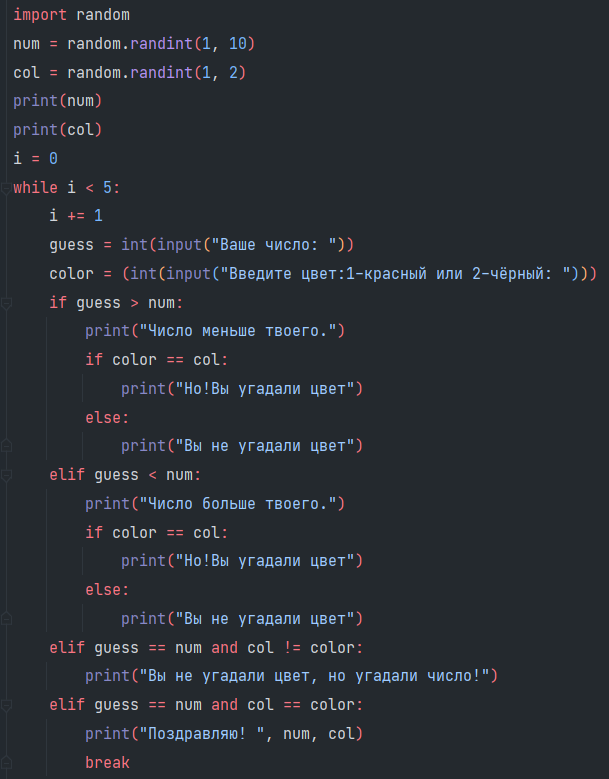 import random
num = random.randint(1, 10)
col = random.randint(1, 2)
print(num)
print(col)
i = 0
while i < 5:
    i += 1
    guess = int(input("Ваше число: "))
    color = (int(input("Введите цвет:1-красный или 2-чёрный: ")))
    if guess > num:
        print("Число меньше твоего.")
        if color == col:
            print("Но!Вы угадали цвет")
        else:
            print("Вы не угадали цвет")
    elif guess < num:
        print("Число больше твоего.")
        if color == col:
            print("Но!Вы угадали цвет")
        else:
            print("Вы не угадали цвет")
    elif guess == num and col != color:
        print("Вы не угадали цвет, но угадали число!")
    elif guess == num and col == color:
        print("Поздравляю! ", num, col)
        break